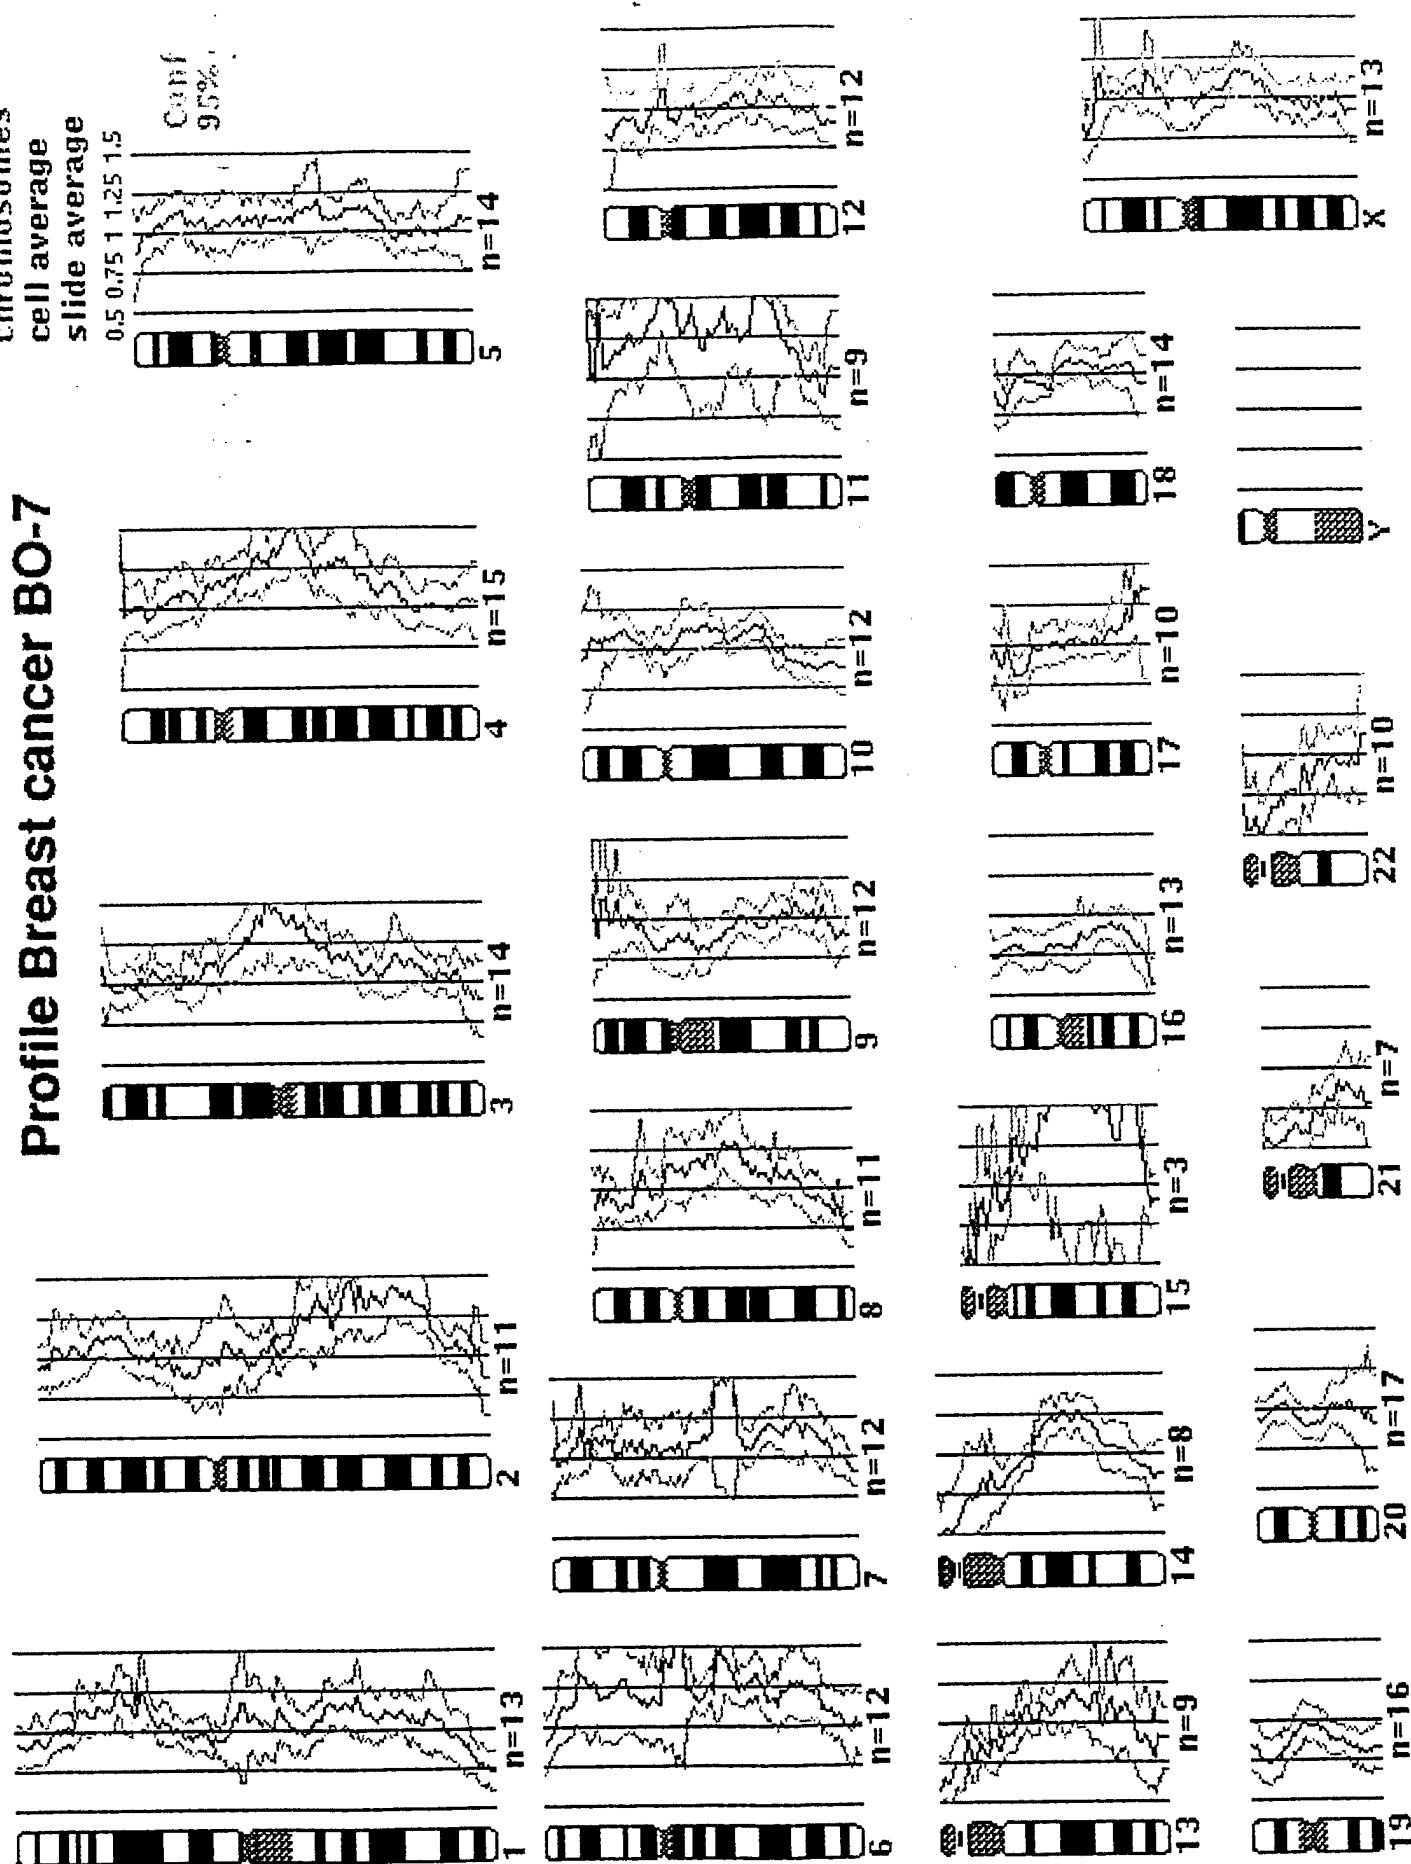 Profile Breast cancer BO-7
chromosomes
cell average
slide average
0.5 0.75 1 1.25 1.5
Conf
95%
1 n=13
2 n=11
3 n=14
4 n=15
5 n=14
6 n=12
7 n=12
8 n=11
9 n=12
10 n=12
11 n=9
12 n=12
13 n=9
14 n=8
15 n=3
16 n=13
17 n=10
18 n=14
X n=13
19 n=16
20 n=17
21 n=7
22 n=10
Y